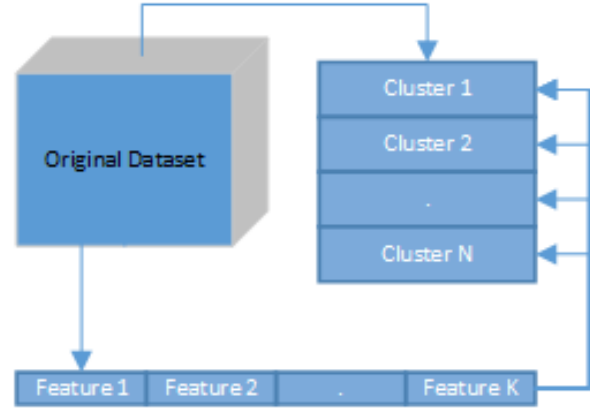 Original Dataset
Cluster 1
Cluster 2
.
Cluster N
Feature 1 Feature 2 . Feature K